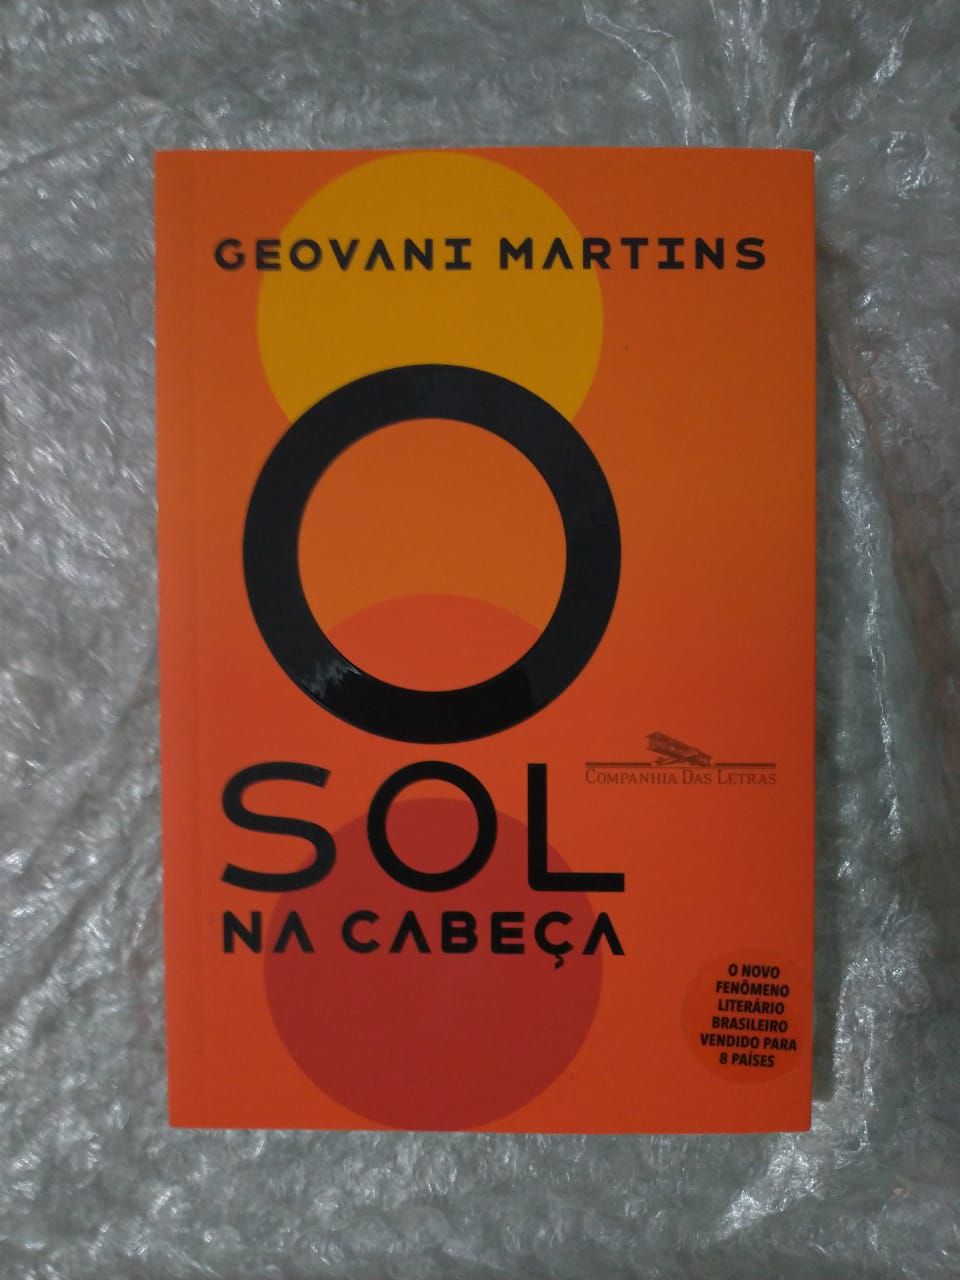 GEOVANI MARTINS
O
SOL
COMPANHIA DAS LETRAS
NA CABEÇA
O NOVO
FENÔMENO
LITERÁRIO
BRASILEIRO
VENDIDO PARA
8 PAÍSES